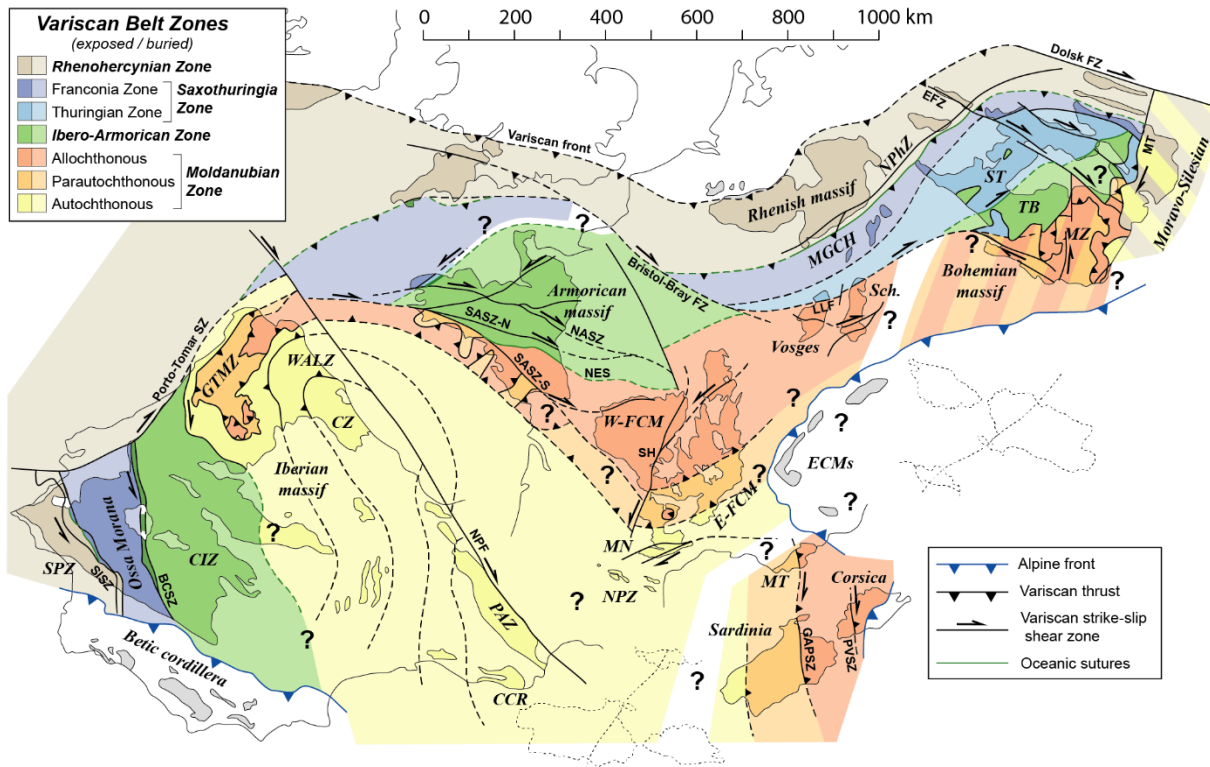 Variscan Belt Zones
(exposed / buried)
Rhenohercynian Zone
Franconia Zone
Saxothuringia
Zone
Thuringian Zone
Ibero-Armorican Zone
Allochthonous
Parautochthonous
Moldanubian
Zone
Autochthonous
0 200 400 600 800 1000 km
Dolsk FZ
EFZ
Variscan front
NPhZ
MT
Rhenish massif
ST
?
Moravo-Silesian
TB
MZ
?
?
MGCH
?
Bristol-Bray FZ
Bohemian
massif
?
Armorican
massif
SASZ-N
NASZ
Sch.
LLF
?
Vosges
Porto-Tomar SZ
GTMZ
WALZ
SASZ-S
NES
CZ
?
W-FCM
?
?
SH
?
ECMs
Iberian
massif
?
?
E-FCM
?
Ossa Morana
CIZ
NPF
MN
?
SPZ
SISZ
BCSZ
NPZ
?
MT
Corsica
PAZ
Sardinia
GAPSZ
PVSZ
?
Betic cordillera
CCR
?
Alpine front
Variscan thrust
Variscan strike-slip
shear zone
Oceanic sutures